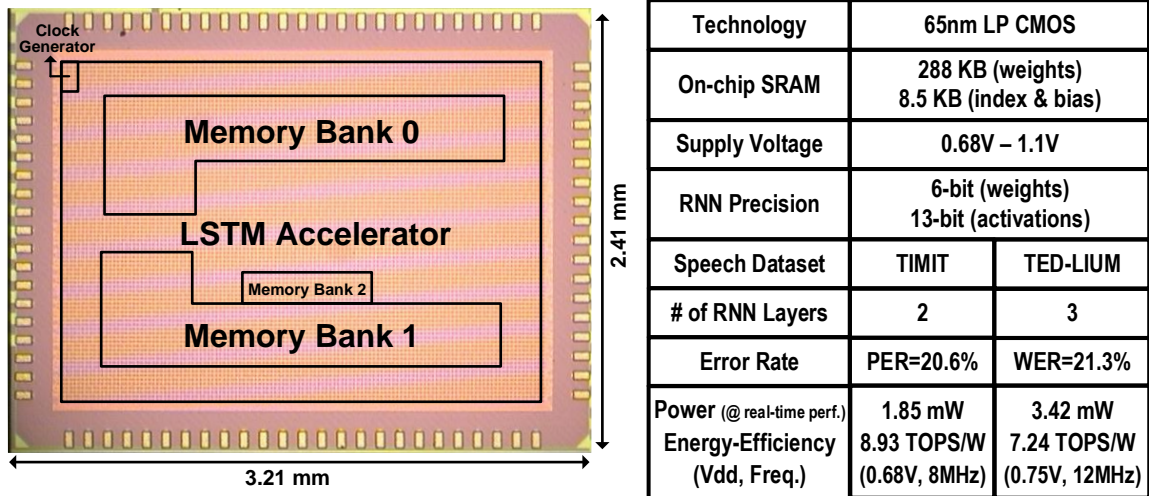 Clock
Generator
Memory Bank 0
LSTM Accelerator
Memory Bank 2
Memory Bank 1
2.41 mm
3.21 mm
Technology 65nm LP CMOS
On-chip SRAM 288 KB (weights)
8.5 KB (index & bias)
Supply Voltage 0.68V – 1.1V
RNN Precision 6-bit (weights)
13-bit (activations)
Speech Dataset TIMIT TED-LIUM
# of RNN Layers 2 3
Error Rate PER=20.6% WER=21.3%
Power (@ real-time perf.) 1.85 mW 3.42 mW
Energy-Efficiency 8.93 TOPS/W 7.24 TOPS/W
(Vdd, Freq.) (0.68V, 8MHz) (0.75V, 12MHz)